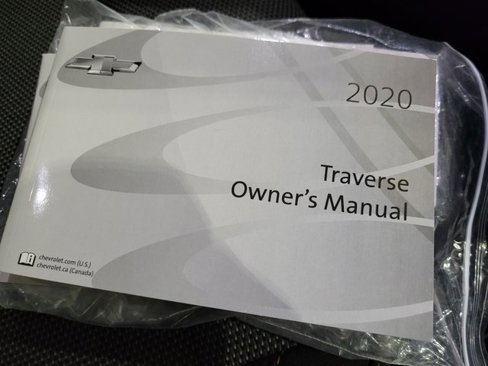 2020
Traverse
Owner's Manual
chevrolet.com (U.S.)
chevrolet.ca (Canada)